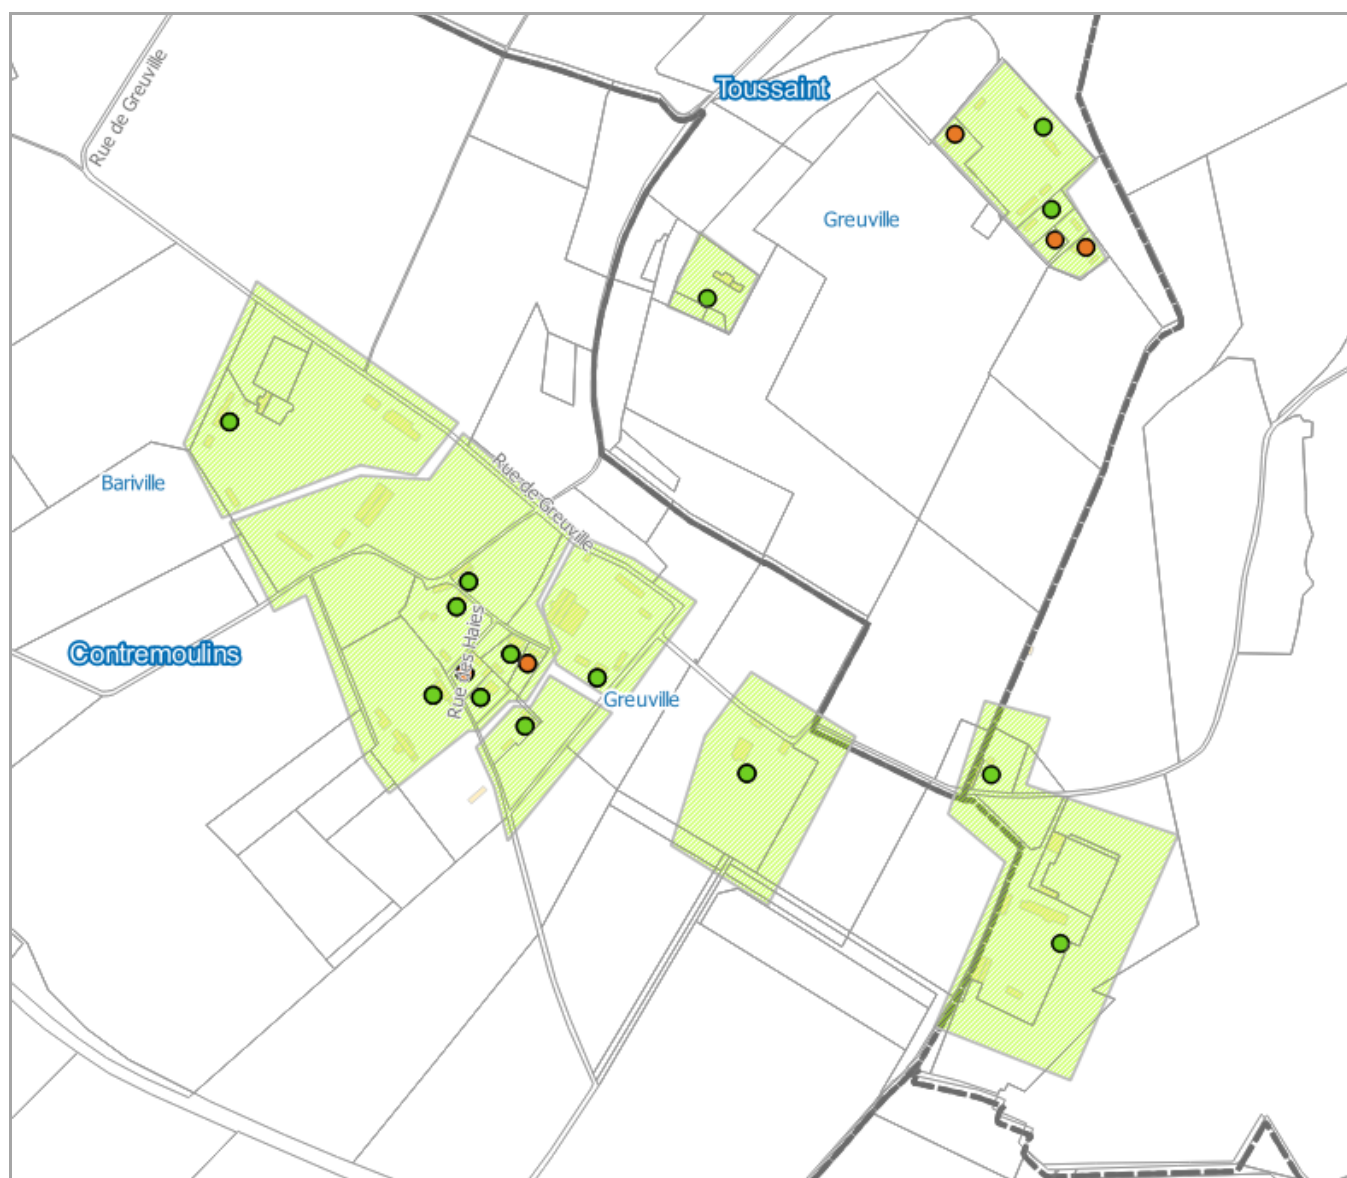 Rue de Greuville
Toussaint
Greuville
Rue de Greuville
Bariville
Contremoulins
Rue des Haies
Greuville